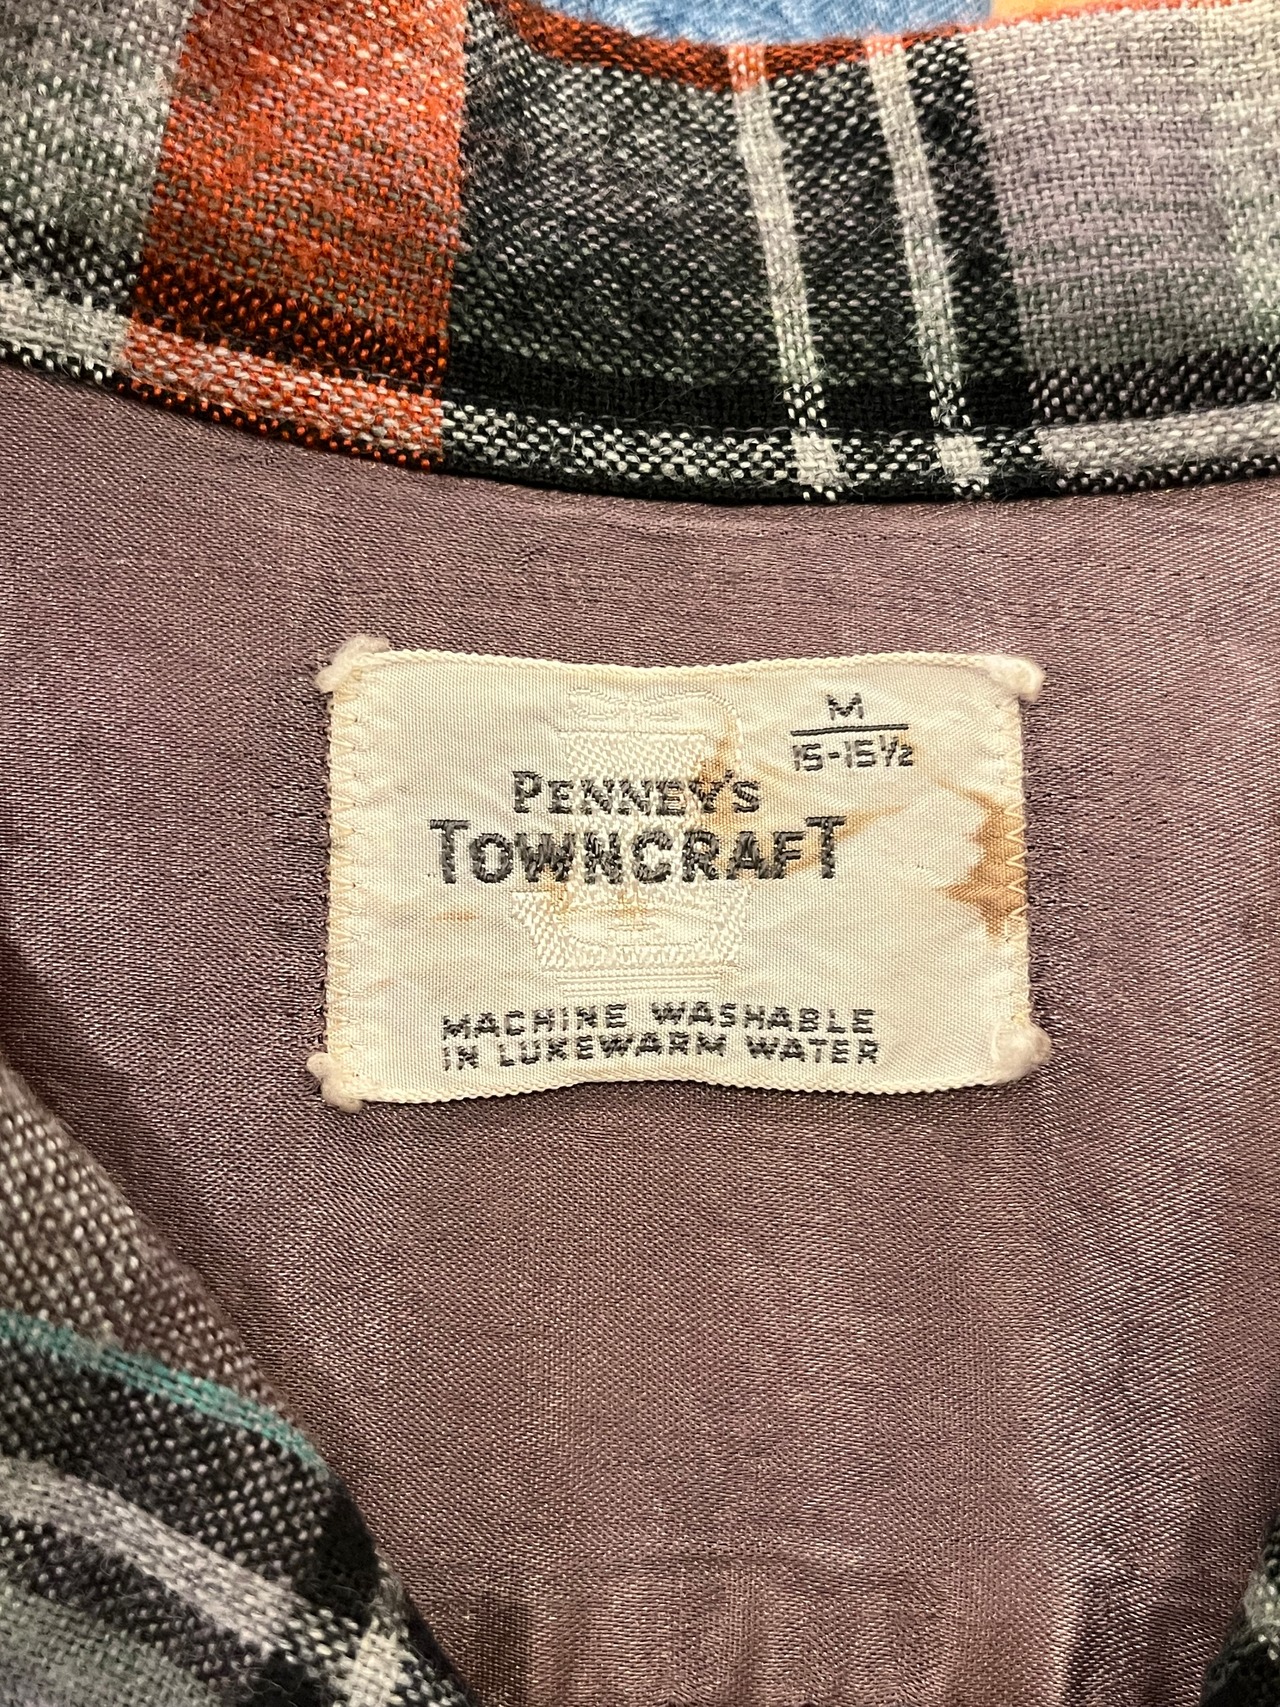 M
15-15½
PENNEY'S
TOWNCRAFT
MACHINE WASHABLE
IN LUKEWARM WATER